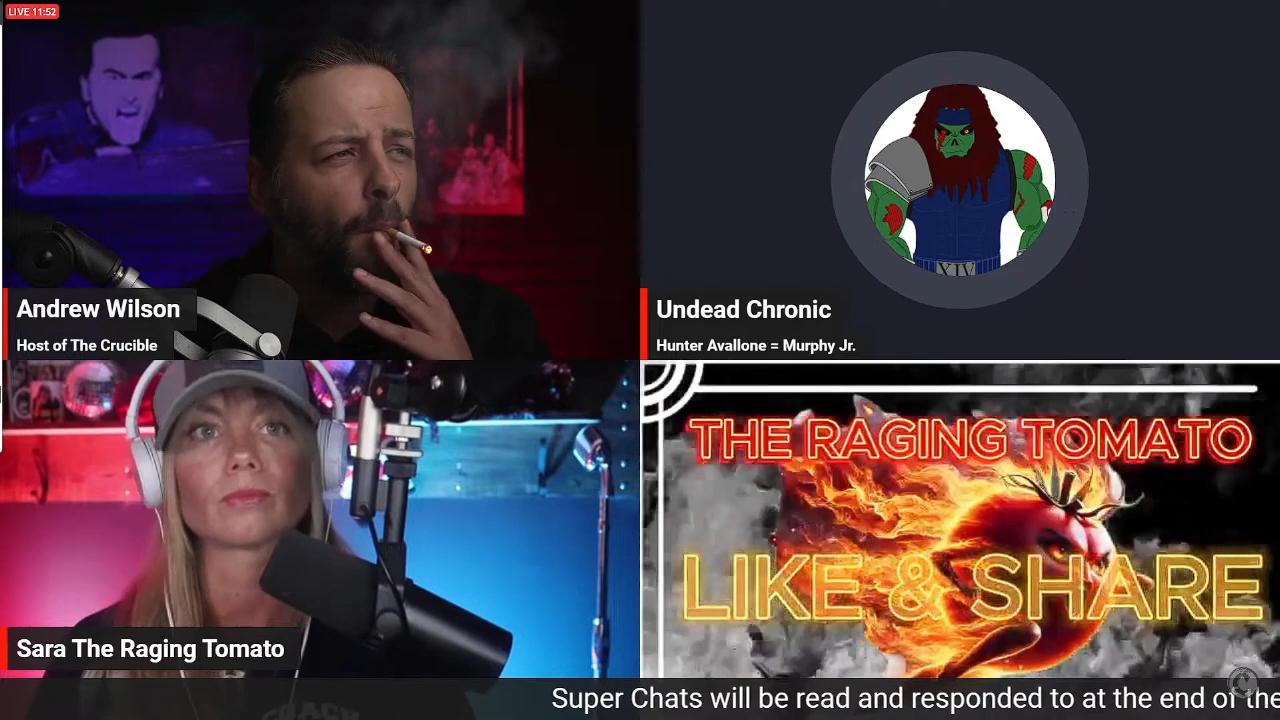 LIVE 11:52
Andrew Wilson
Host of The Crucible
XIV
Undead Chronic
Hunter Avallone = Murphy Jr.
THE RAGING TOMATO
LIKE & SHARE
Sara The Raging Tomato
COACH
Super Chats will be read and responded to at the end of the